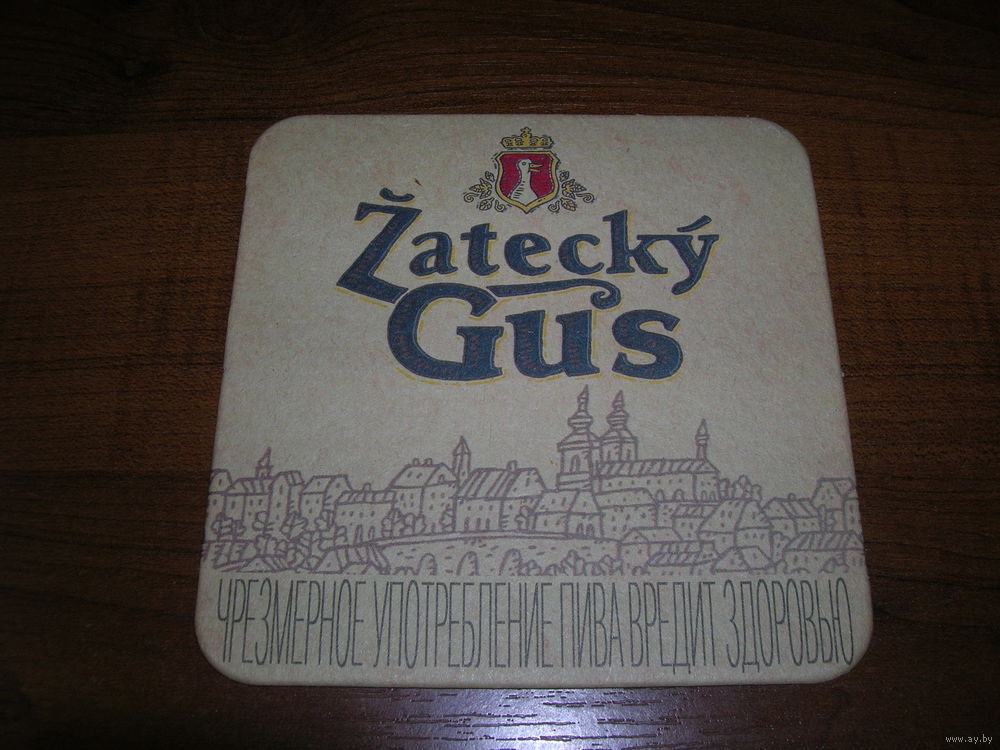 Žatecký
Gus
ЧРЕЗМЕРНОЕ УПОТРЕБЛЕНИЕ ПИВА ВРЕДИТ ЗДОРОВЬЮ
www.ay.by